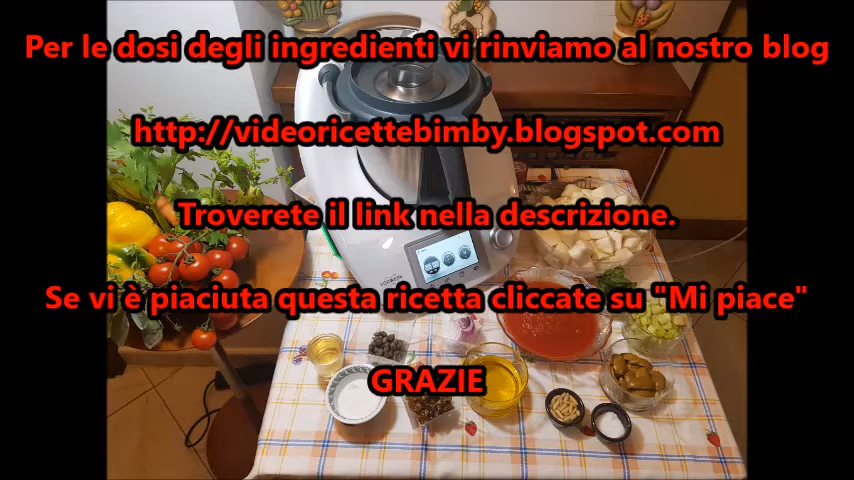 Per le dosi degli ingredienti vi rinviamo al nostro blog
http://videoricettebimby.blogspot.com
Troverete il link nella descrizione.
Se vi è piaciuta questa ricetta cliccate su "Mi piace"
GRAZIE